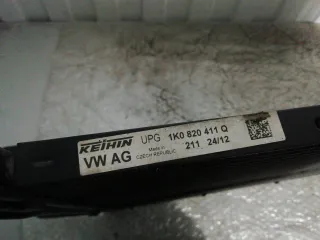 KEIHIN UPG 1K0 820 411 Q
VW AG Made in CZECH REPUBLIC 211 24/12